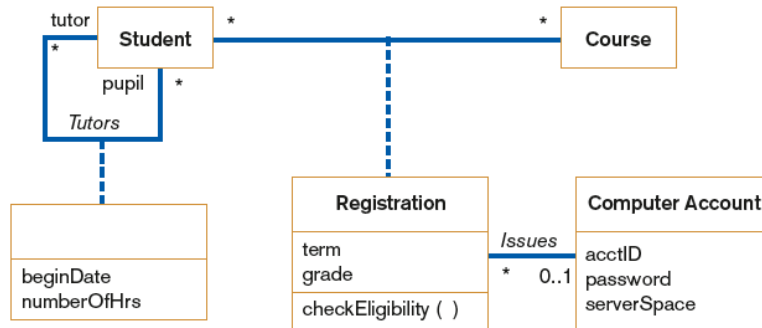 tutor
*
Student
*
*
Course
pupil
*
Tutors
beginDate
numberOfHrs
Registration
term
grade
checkEligibility ( )
Issues
*
0..1
Computer Account
acctID
password
serverSpace